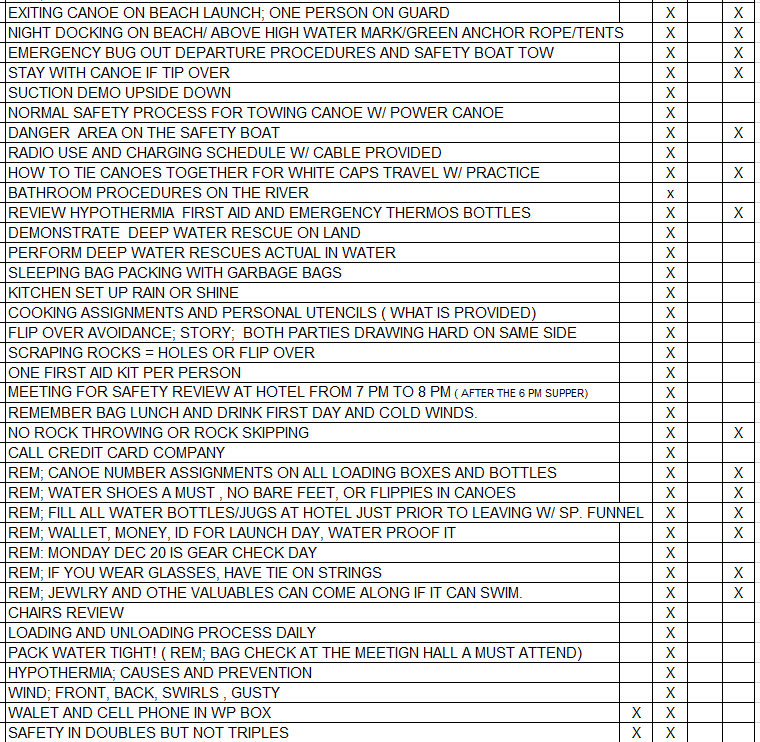 EXITING CANOE ON BEACH LAUNCH; ONE PERSON ON GUARD X X
NIGHT DOCKING ON BEACH/ ABOVE HIGH WATER MARK/GREEN ANCHOR ROPE/TENTS X X
EMERGENCY BUG OUT DEPARTURE PROCEDURES AND SAFETY BOAT TOW X X
STAY WITH CANOE IF TIP OVER X X
SUCTION DEMO UPSIDE DOWN X
NORMAL SAFETY PROCESS FOR TOWING CANOE W/ POWER CANOE X
DANGER AREA ON THE SAFETY BOAT X X
RADIO USE AND CHARGING SCHEDULE W/ CABLE PROVIDED X
HOW TO TIE CANOES TOGETHER FOR WHITE CAPS TRAVEL W/ PRACTICE X X
BATHROOM PROCEDURES ON THE RIVER x
REVIEW HYPOTHERMIA FIRST AID AND EMERGENCY THERMOS BOTTLES X X
DEMONSTRATE DEEP WATER RESCUE ON LAND X
PERFORM DEEP WATER RESCUES ACTUAL IN WATER X
SLEEPING BAG PACKING WITH GARBAGE BAGS X
KITCHEN SET UP RAIN OR SHINE X
COOKING ASSIGNMENTS AND PERSONAL UTENCILS ( WHAT IS PROVIDED) X
FLIP OVER AVOIDANCE; STORY; BOTH PARTIES DRAWING HARD ON SAME SIDE X
SCRAPING ROCKS = HOLES OR FLIP OVER X
ONE FIRST AID KIT PER PERSON X
MEETING FOR SAFETY REVIEW AT HOTEL FROM 7 PM TO 8 PM ( AFTER THE 6 PM SUPPER) X
REMEMBER BAG LUNCH AND DRINK FIRST DAY AND COLD WINDS. X
NO ROCK THROWING OR ROCK SKIPPING X X
CALL CREDIT CARD COMPANY X
REM; CANOE NUMBER ASSIGNMENTS ON ALL LOADING BOXES AND BOTTLES X X
REM; WATER SHOES A MUST , NO BARE FEET, OR FLIPPIES IN CANOES X X
REM; FILL ALL WATER BOTTLES/JUGS AT HOTEL JUST PRIOR TO LEAVING W/ SP. FUNNEL X X
REM; WALLET, MONEY, ID FOR LAUNCH DAY, WATER PROOF IT X X
REM: MONDAY DEC 20 IS GEAR CHECK DAY X
REM; IF YOU WEAR GLASSES, HAVE TIE ON STRINGS X X
REM; JEWLRY AND OTHE VALUABLES CAN COME ALONG IF IT CAN SWIM. X X
CHAIRS REVIEW X
LOADING AND UNLOADING PROCESS DAILY X
PACK WATER TIGHT! ( REM; BAG CHECK AT THE MEETIGN HALL A MUST ATTEND) X
HYPOTHERMIA; CAUSES AND PREVENTION X
WIND; FRONT, BACK, SWIRLS , GUSTY X
WALET AND CELL PHONE IN WP BOX X X
SAFETY IN DOUBLES BUT NOT TRIPLES X X